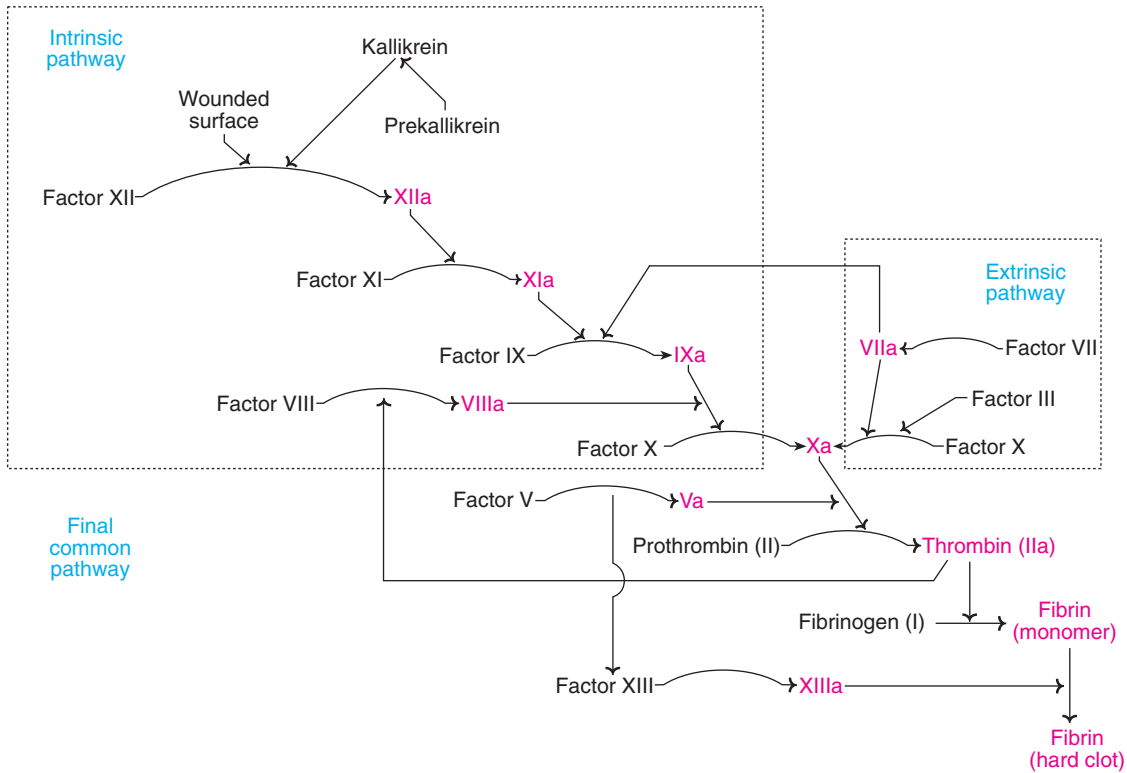 Intrinsic
pathway
Kallikrein
Wounded
surface
Prekallikrein
Factor XII
XIIa
Factor XI
XIa
Extrinsic
pathway
Factor IX
IXa
VIIa
Factor VII
Factor VIII
VIIIa
Factor III
Factor X
Xa
Factor X
Factor V
Va
Final
common
pathway
Prothrombin (II)
Thrombin (IIa)
Fibrinogen (I)
Fibrin
(monomer)
Factor XIII
XIIIa
Fibrin
(hard clot)